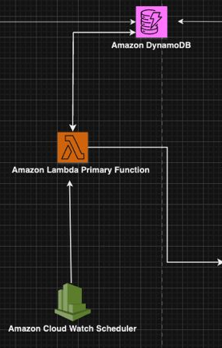 Amazon DynamoDB
Amazon Lambda Primary Function
Amazon Cloud Watch Scheduler